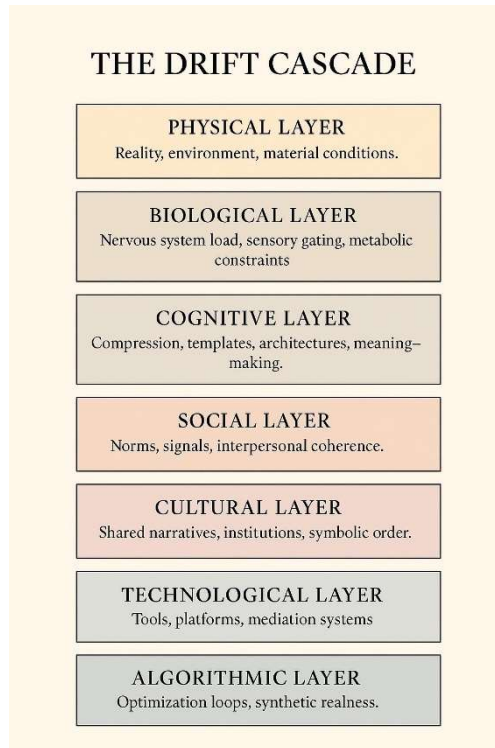 THE DRIFT CASCADE
PHYSICAL LAYER
Reality, environment, material conditions.
BIOLOGICAL LAYER
Nervous system load, sensory gating, metabolic
constraints
COGNITIVE LAYER
Compression, templates, architectures, meaning–
making.
SOCIAL LAYER
Norms, signals, interpersonal coherence.
CULTURAL LAYER
Shared narratives, institutions, symbolic order.
TECHNOLOGICAL LAYER
Tools, platforms, mediation systems
ALGORITHMIC LAYER
Optimization loops, synthetic realness.